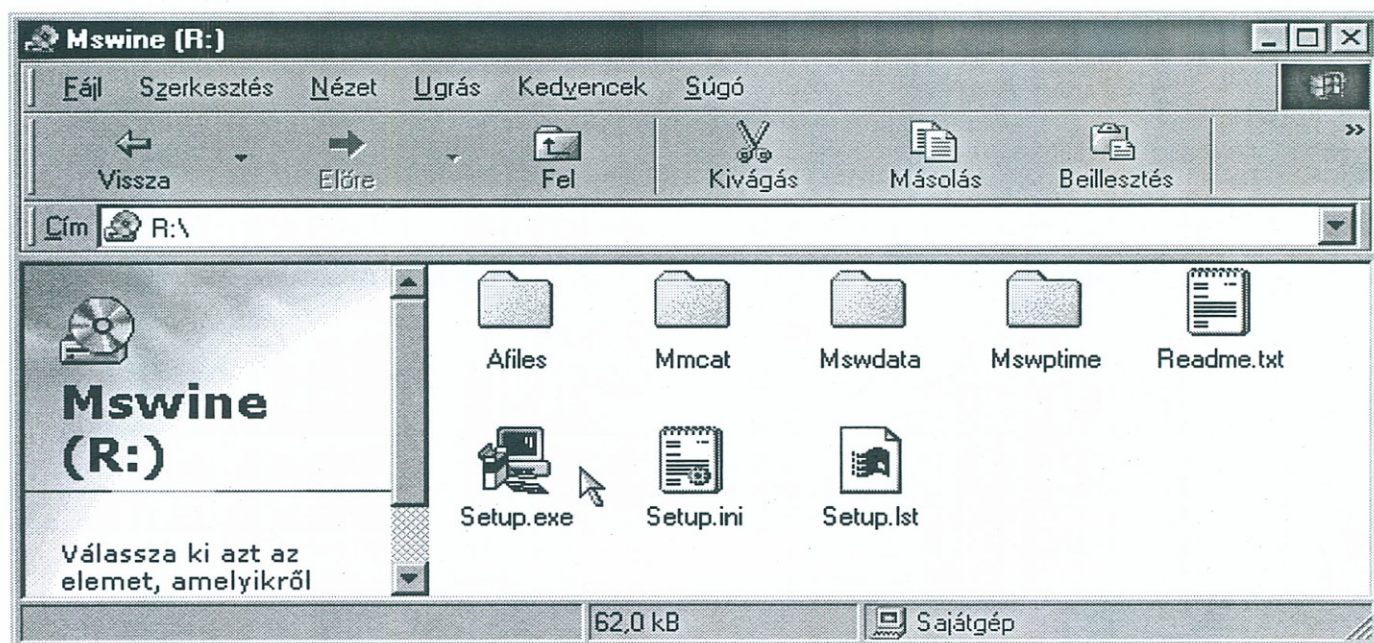 Mswine (R:)
Fájl Szerkesztés Nézet Ugrás Kedvencek Súgó
Vissza Előre Fel Kivágás Másolás Beillesztés »
Cím R:\
Afiles Mmcat Mswdata Mswptime Readme.txt
Mswine
(R:)
Setup.exe Setup.ini Setup.lst
Válassza ki azt az
elemet, amelyikről
62,0 kB Sajátgép